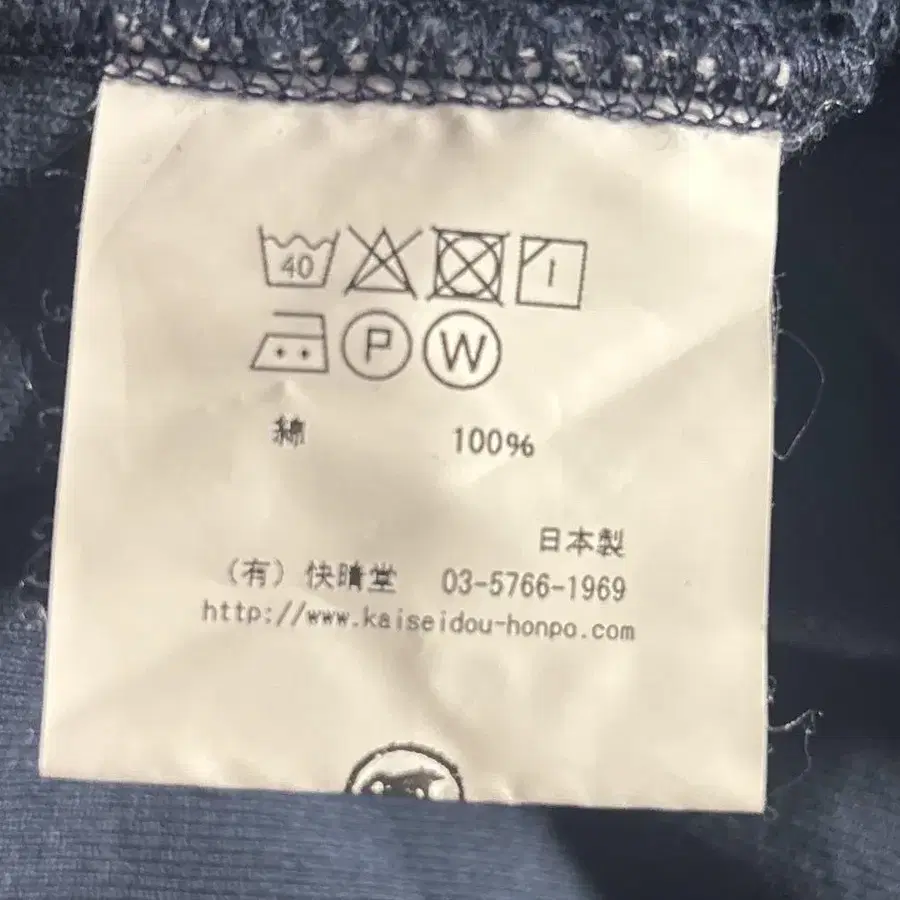 40
P W
綿 100%
日本製
(有) 快晴堂 03-5766-1969
http://www.kaiseidou-honpo.com